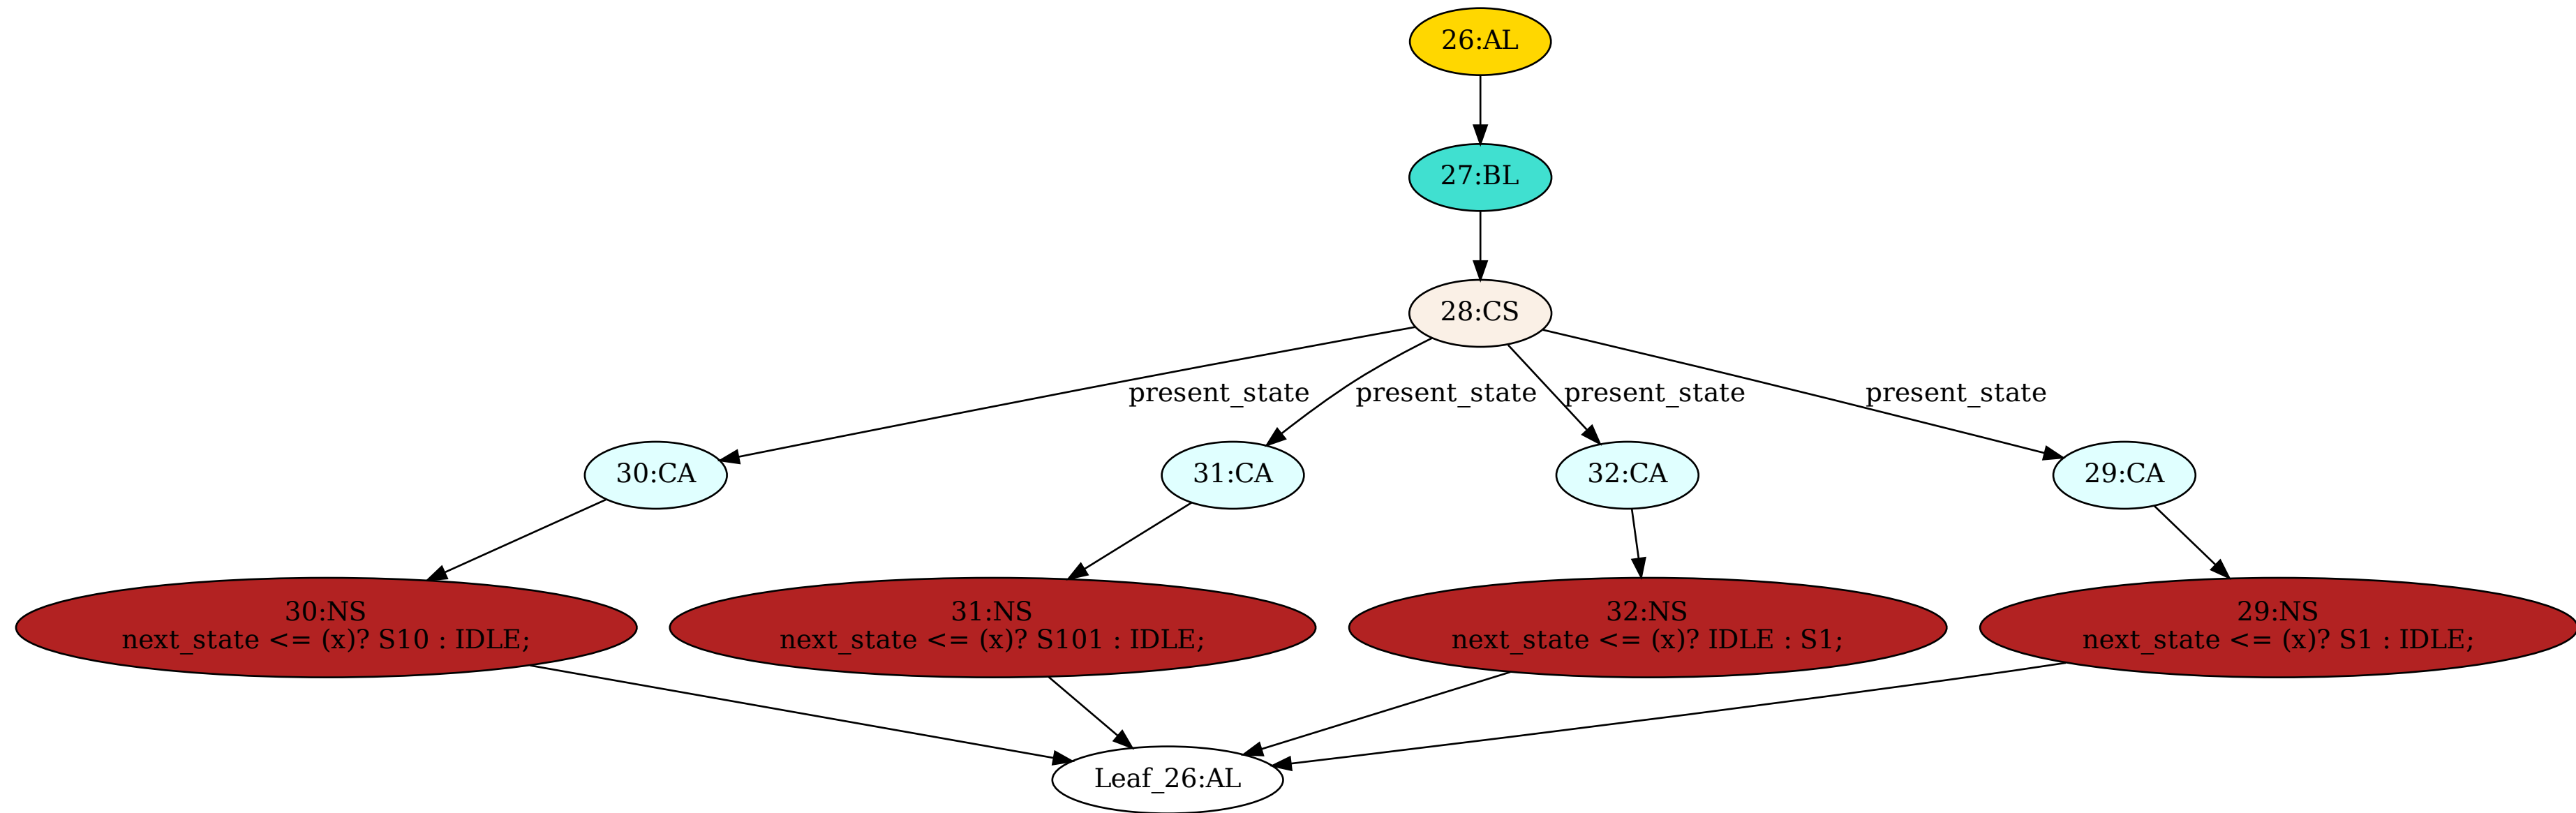 26:AL
27:BL
28:CS
present_state
present_state
present_state
present_state
30:CA
31:CA
32:CA
29:CA
30:NS
next_state <= (x)? S10 : IDLE;
31:NS
next_state <= (x)? S101 : IDLE;
32:NS
next_state <= (x)? IDLE : S1;
29:NS
next_state <= (x)? S1 : IDLE;
Leaf_26:AL